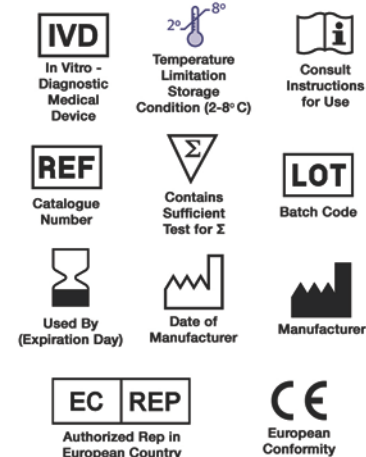 IVD
In Vitro -
Diagnostic
Medical
Device
2° 8°
Temperature
Limitation
Storage
Condition (2-8°C)
i
Consult
Instructions
for Use
REF
Catalogue
Number
Σ
Contains
Sufficient
Test for Σ
LOT
Batch Code
Used By
(Expiration Day)
Date of
Manufacturer
Manufacturer
EC REP
Authorized Rep in
European Country
CE
European
Conformity